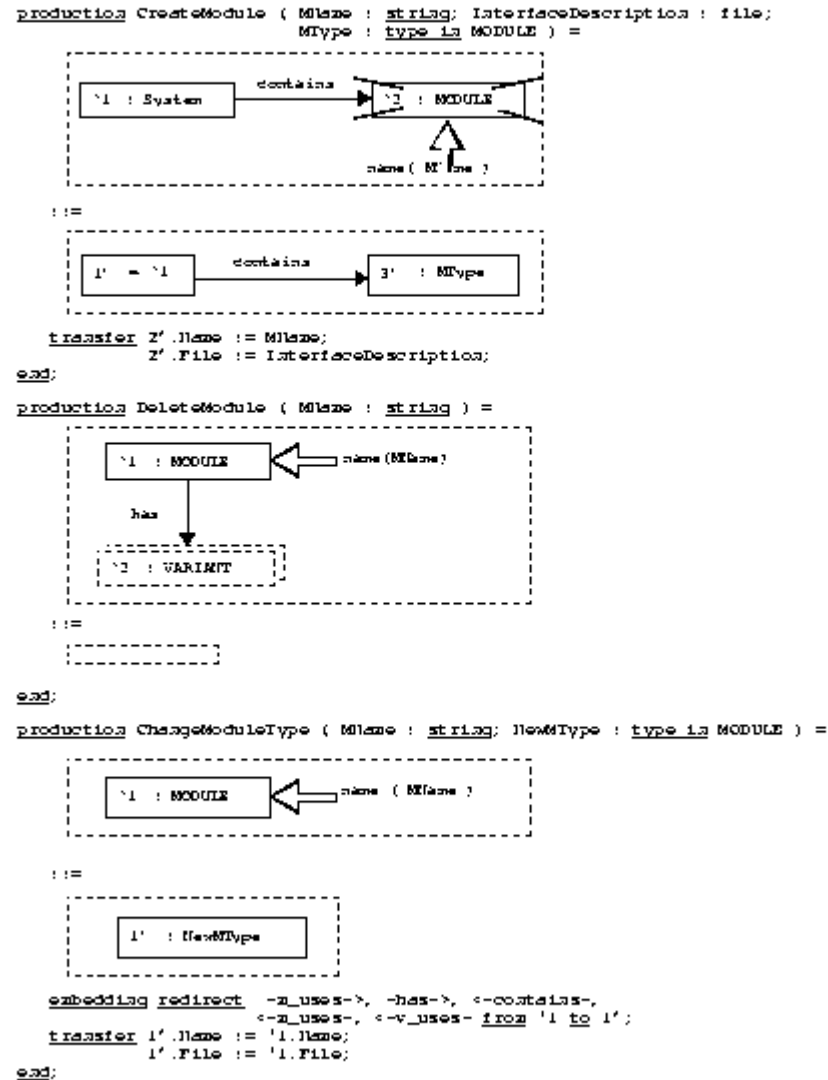 production CreateModule ( MName : string; InterfaceDescription : file;
MType : type in MODULE ) =
contains
`1 : System
`2 : MODULE
name ( MName )
::=
contains
1' = `1
3' : MType
transfer 2'.Name := MName;
2'.File := InterfaceDescription;
end;
production DeleteModule ( MName : string ) =
`1 : MODULE
name (MName)
has
`2 : VARIANT
::=
end;
production ChangeModuleType ( MName : string; NewMType : type in MODULE ) =
`1 : MODULE
name ( MName )
::=
1' : NewMType
embedding redirect -m_uses->, -has->, <-contains-,
<-m_uses-, <-v_uses- from '1 to 1';
transfer 1'.Name := '1.Name;
1'.File := '1.File;
end;